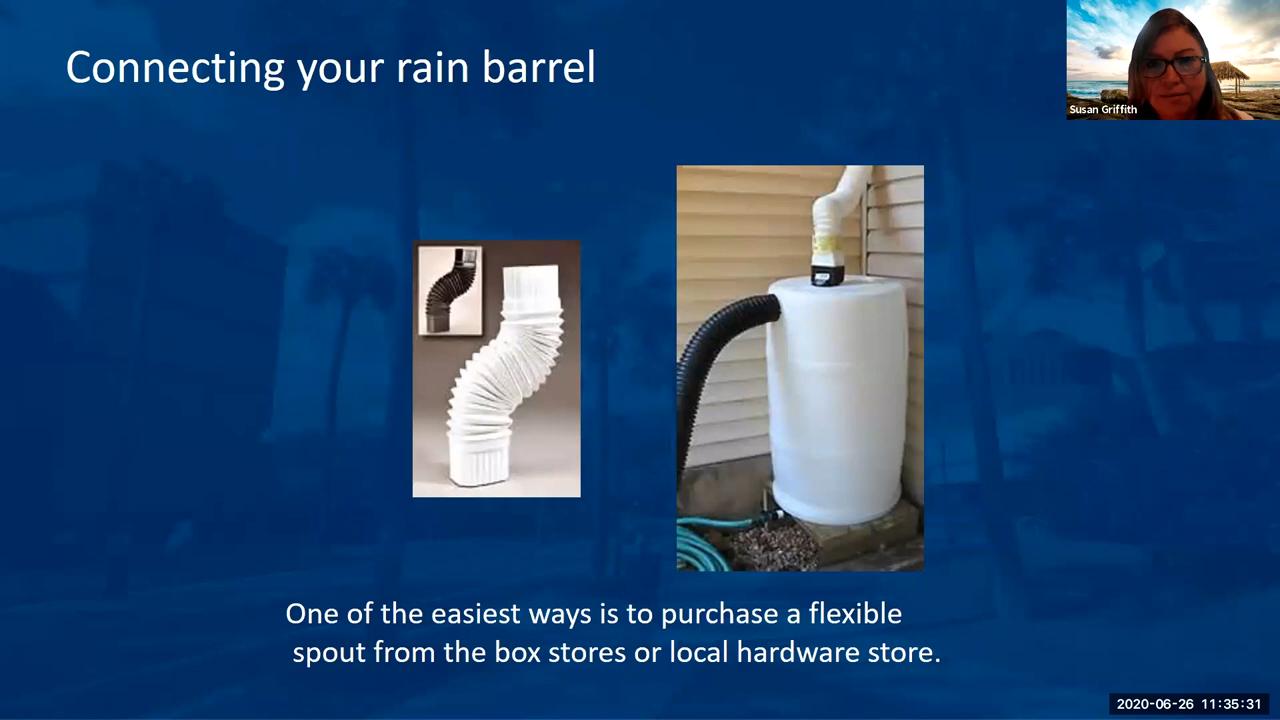 Connecting your rain barrel
Susan Griffith
One of the easiest ways is to purchase a flexible
spout from the box stores or local hardware store.
2020-06-26 11:35:31